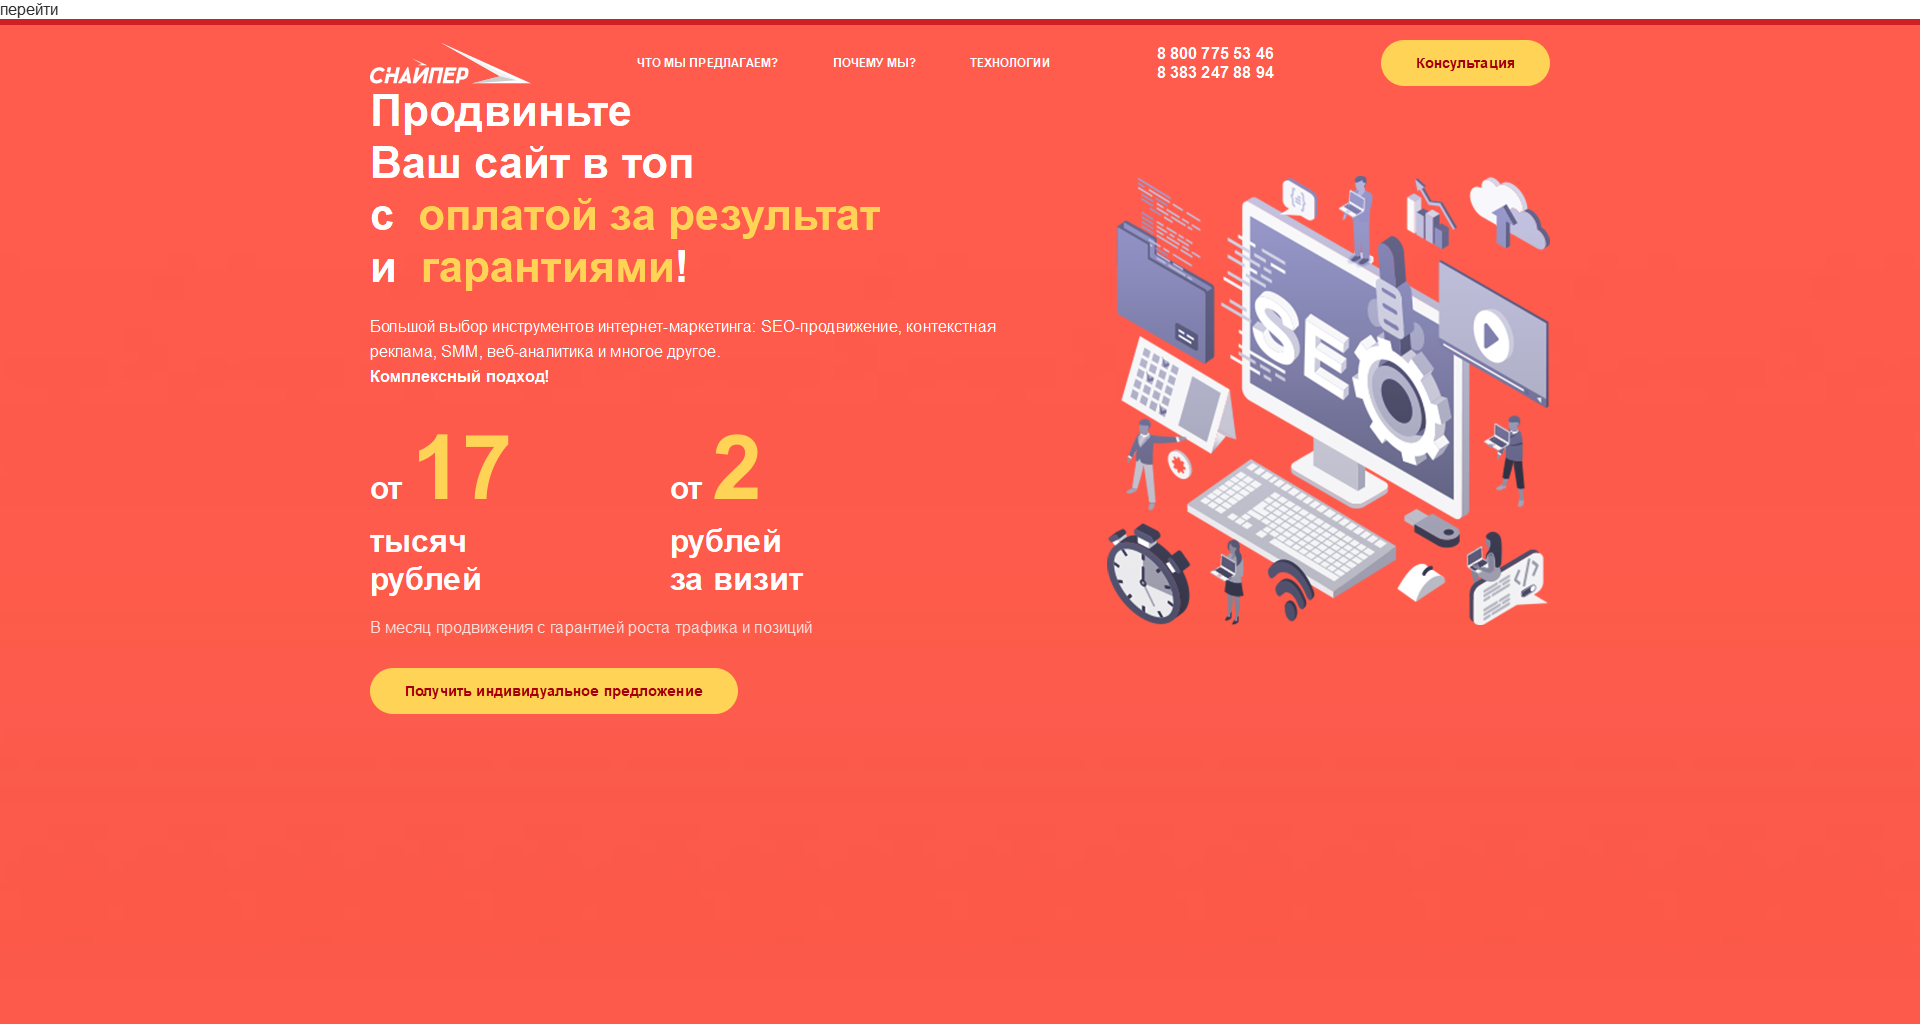 перейти
СНАЙПЕР
ЧТО МЫ ПРЕДЛАГАЕМ?
ПОЧЕМУ МЫ?
ТЕХНОЛОГИИ
8 800 775 53 46
8 383 247 88 94
Консультация
Продвиньте
Ваш сайт в топ
с оплатой за результат
и гарантиями!
Большой выбор инструментов интернет-маркетинга: SEO-продвижение, контекстная
реклама, SMM, веб-аналитика и многое другое.
Комплексный подход!
от 17
тысяч
рублей
от 2
рублей
за визит
В месяц продвижения с гарантией роста трафика и позиций
Получить индивидуальное предложение
SEO